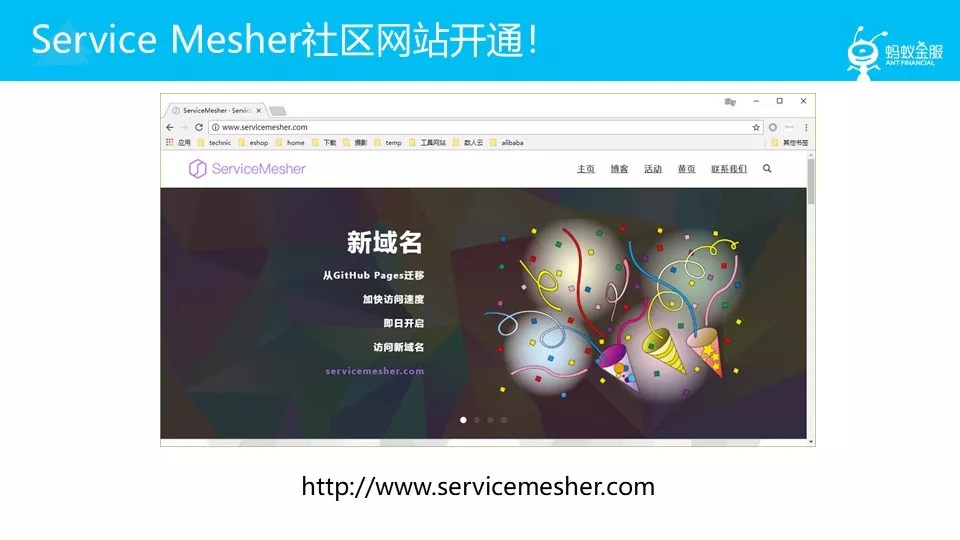 Service Mesher社区网站开通！
蚂蚁金服
ANT FINANCIAL
Sky
ServiceMesher · Servic
www.servicemesher.com
应用 technic eshop home 下载 摄影 temp 工具网站 数人云 alibaba 其他书签
ServiceMesher 主页 博客 活动 黄页 联系我们
新域名
从GitHub Pages迁移
加快访问速度
即日开启
访问新域名
servicemesher.com
http://www.servicemesher.com